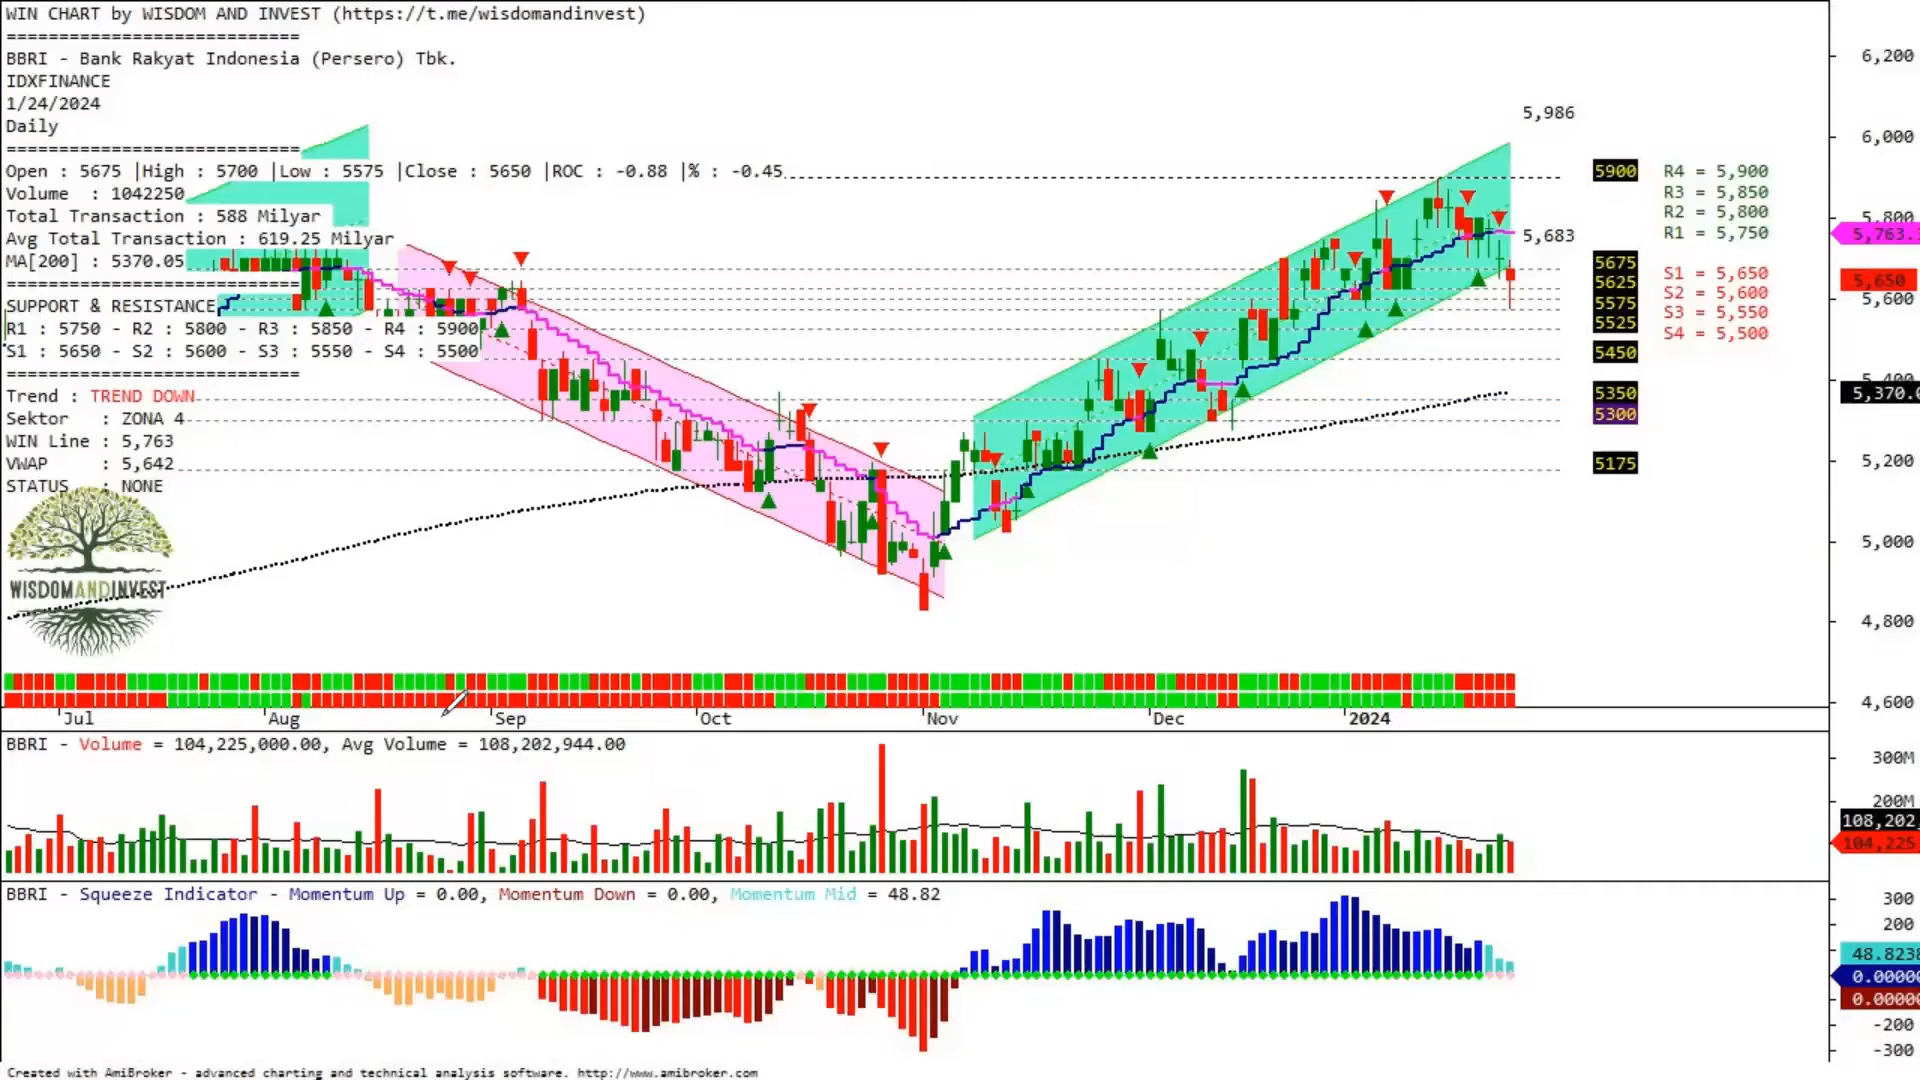 WIN CHART by WISDOM AND INVEST (https://t.me/wisdomandinvest)
============================
BBRI - Bank Rakyat Indonesia (Persero) Tbk.
IDXFINANCE
1/24/2024
Daily
============================
Open : 5675 |High : 5700 |Low : 5575 |Close : 5650 |ROC : -0.88 |% : -0.45
Volume : 1042250
Total Transaction : 588 Milyar
Avg Total Transaction : 619.25 Milyar
MA[200] : 5370.05
============================
SUPPORT & RESISTANCE
R1 : 5750 - R2 : 5800 - R3 : 5850 - R4 : 5900
S1 : 5650 - S2 : 5600 - S3 : 5550 - S4 : 5500
============================
Trend : TREND DOWN
Sektor : ZONA 4
WIN Line : 5,763
VWAP : 5,642
STATUS : NONE
WISDOMANDINVEST
5,986
5,683
5900
5675
5625
5575
5525
5450
5350
5300
5175
R4 = 5,900
R3 = 5,850
R2 = 5,800
R1 = 5,750
S1 = 5,650
S2 = 5,600
S3 = 5,550
S4 = 5,500
6,200
6,000
5,800
5,763.
5,650
5,600
5,400
5,370.0
5,200
5,000
4,800
4,600
Jul Aug Sep Oct Nov Dec 2024
BBRI - Volume = 104,225,000.00, Avg Volume = 108,202,944.00
300M
200M
108,202
104,225
BBRI - Squeeze Indicator - Momentum Up = 0.00, Momentum Down = 0.00, Momentum Mid = 48.82
300
200
48.8238
0.00000
0.00000
-200
-300
Created with AmiBroker - advanced charting and technical analysis software. http://www.amibroker.com